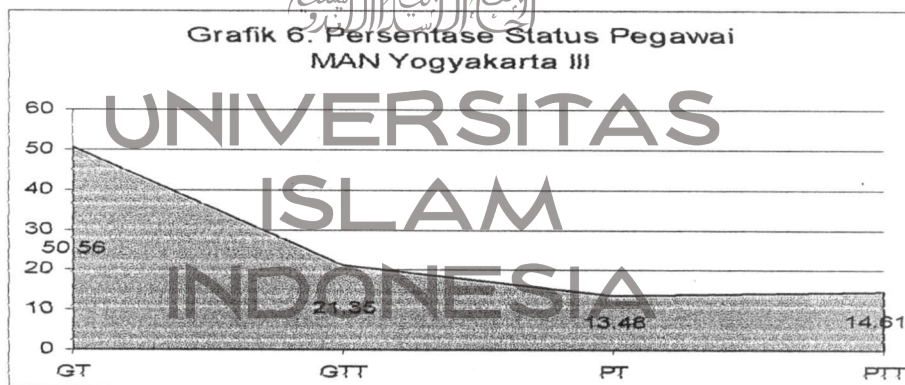 Grafik 6. Persentase Status Pegawai
MAN Yogyakarta III
UNIVERSITAS
ISLAM
INDONESIA
60
50
40
30
20
10
0
50,56
21,35
13,48
14,61
GT
GTT
PT
PTT